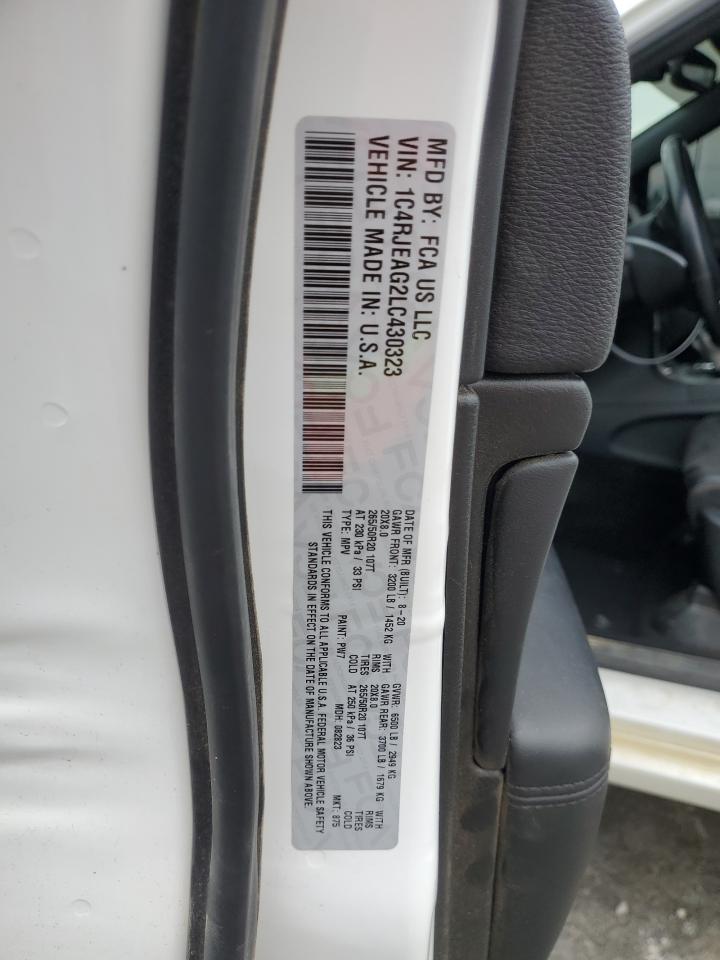 MFD BY: FCA US LLC
VIN: 1C4RJEAG2LC430323
VEHICLE MADE IN: U.S.A.
DATE OF MFR (BUILT): 8-20 GVWR: 6500 LB / 2949 KG
GAWR FRONT: 3200 LB / 1452 KG WITH GAWR REAR: 3700 LB / 1679 KG WITH
20X8.0 RIMS 20X8.0 RIMS
265/50R20 107T TIRES 265/50R20 107T TIRES
AT 230 kPa / 33 PSI COLD AT 250 kPa / 36 PSI COLD
TYPE: MPV PAINT: PW7 MDH: 082823 MKT: 875
THIS VEHICLE CONFORMS TO ALL APPLICABLE U.S.A. FEDERAL MOTOR VEHICLE SAFETY
STANDARDS IN EFFECT ON THE DATE OF MANUFACTURE SHOWN ABOVE.